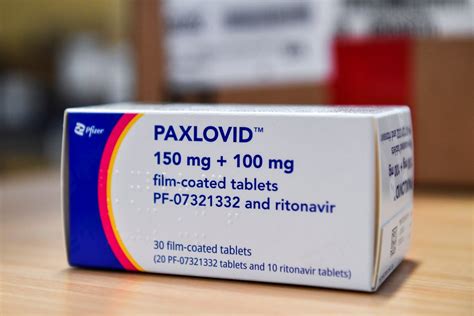 Pfizer
PAXLOVID™
150 mg + 100 mg
film-coated tablets
PF-07321332 and ritonavir
30 film-coated tablets
(20 PF-07321332 tablets and 10 ritonavir tablets)